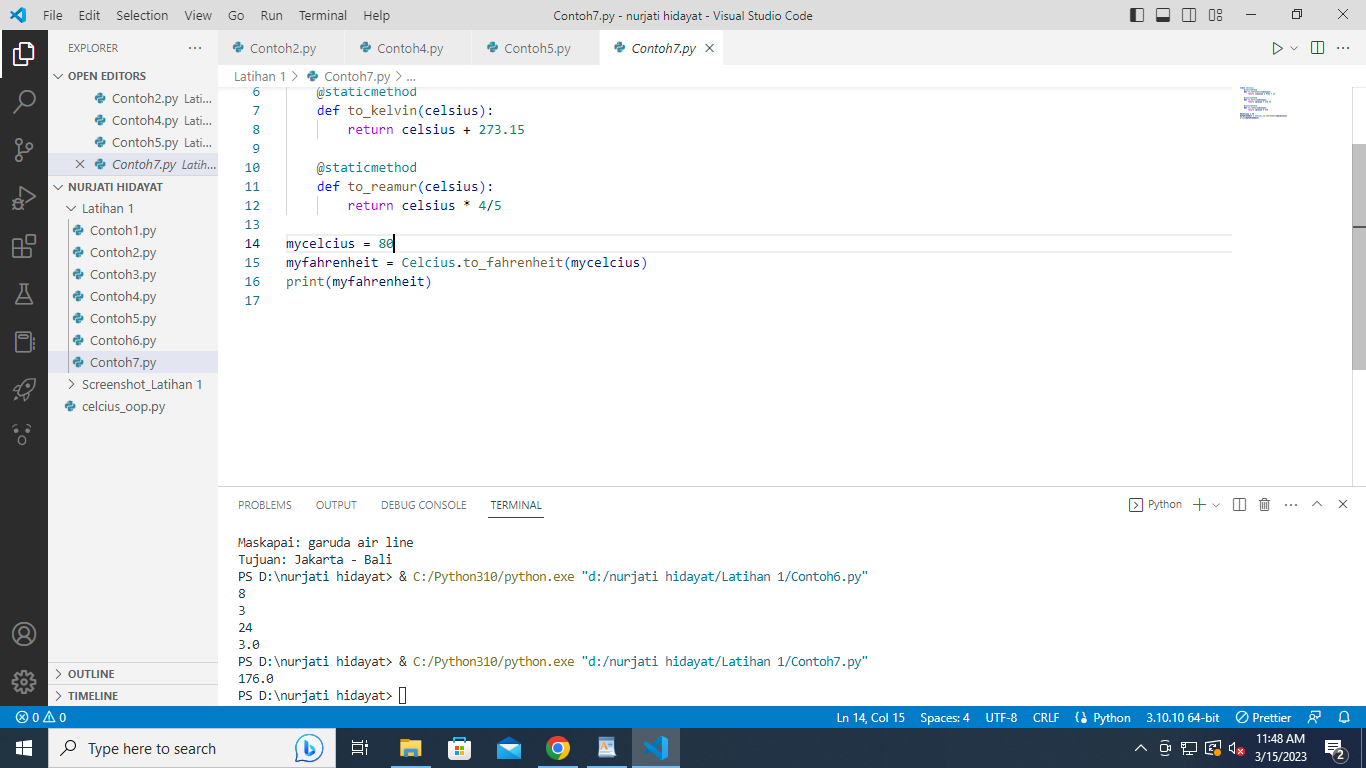 File Edit Selection View Go Run Terminal Help Contoh7.py - nurjati hidayat - Visual Studio Code
EXPLORER
OPEN EDITORS
Contoh2.py Lati...
Contoh4.py Lati...
Contoh5.py Lati...
Contoh7.py Latih...
NURJATI HIDAYAT
Latihan 1
Contoh1.py
Contoh2.py
Contoh3.py
Contoh4.py
Contoh5.py
Contoh6.py
Contoh7.py
Screenshot_Latihan 1
celcius_oop.py
OUTLINE
TIMELINE
Contoh2.py Contoh4.py Contoh5.py Contoh7.py
Latihan 1 > Contoh7.py > ...
6 @staticmethod
7 def to_kelvin(celsius):
8 return celsius + 273.15
9
10 @staticmethod
11 def to_reamur(celsius):
12 return celsius * 4/5
13
14 mycelcius = 80
15 myfahrenheit = Celcius.to_fahrenheit(mycelcius)
16 print(myfahrenheit)
17
PROBLEMS OUTPUT DEBUG CONSOLE TERMINAL Python
Maskapai: garuda air line
Tujuan: Jakarta - Bali
PS D:\nurjati hidayat> & C:/Python310/python.exe "d:/nurjati hidayat/Latihan 1/Contoh6.py"
8
3
24
3.0
PS D:\nurjati hidayat> & C:/Python310/python.exe "d:/nurjati hidayat/Latihan 1/Contoh7.py"
176.0
PS D:\nurjati hidayat>
0 0 Ln 14, Col 15 Spaces: 4 UTF-8 CRLF Python 3.10.10 64-bit Prettier
Type here to search
11:48 AM
3/15/2023
2